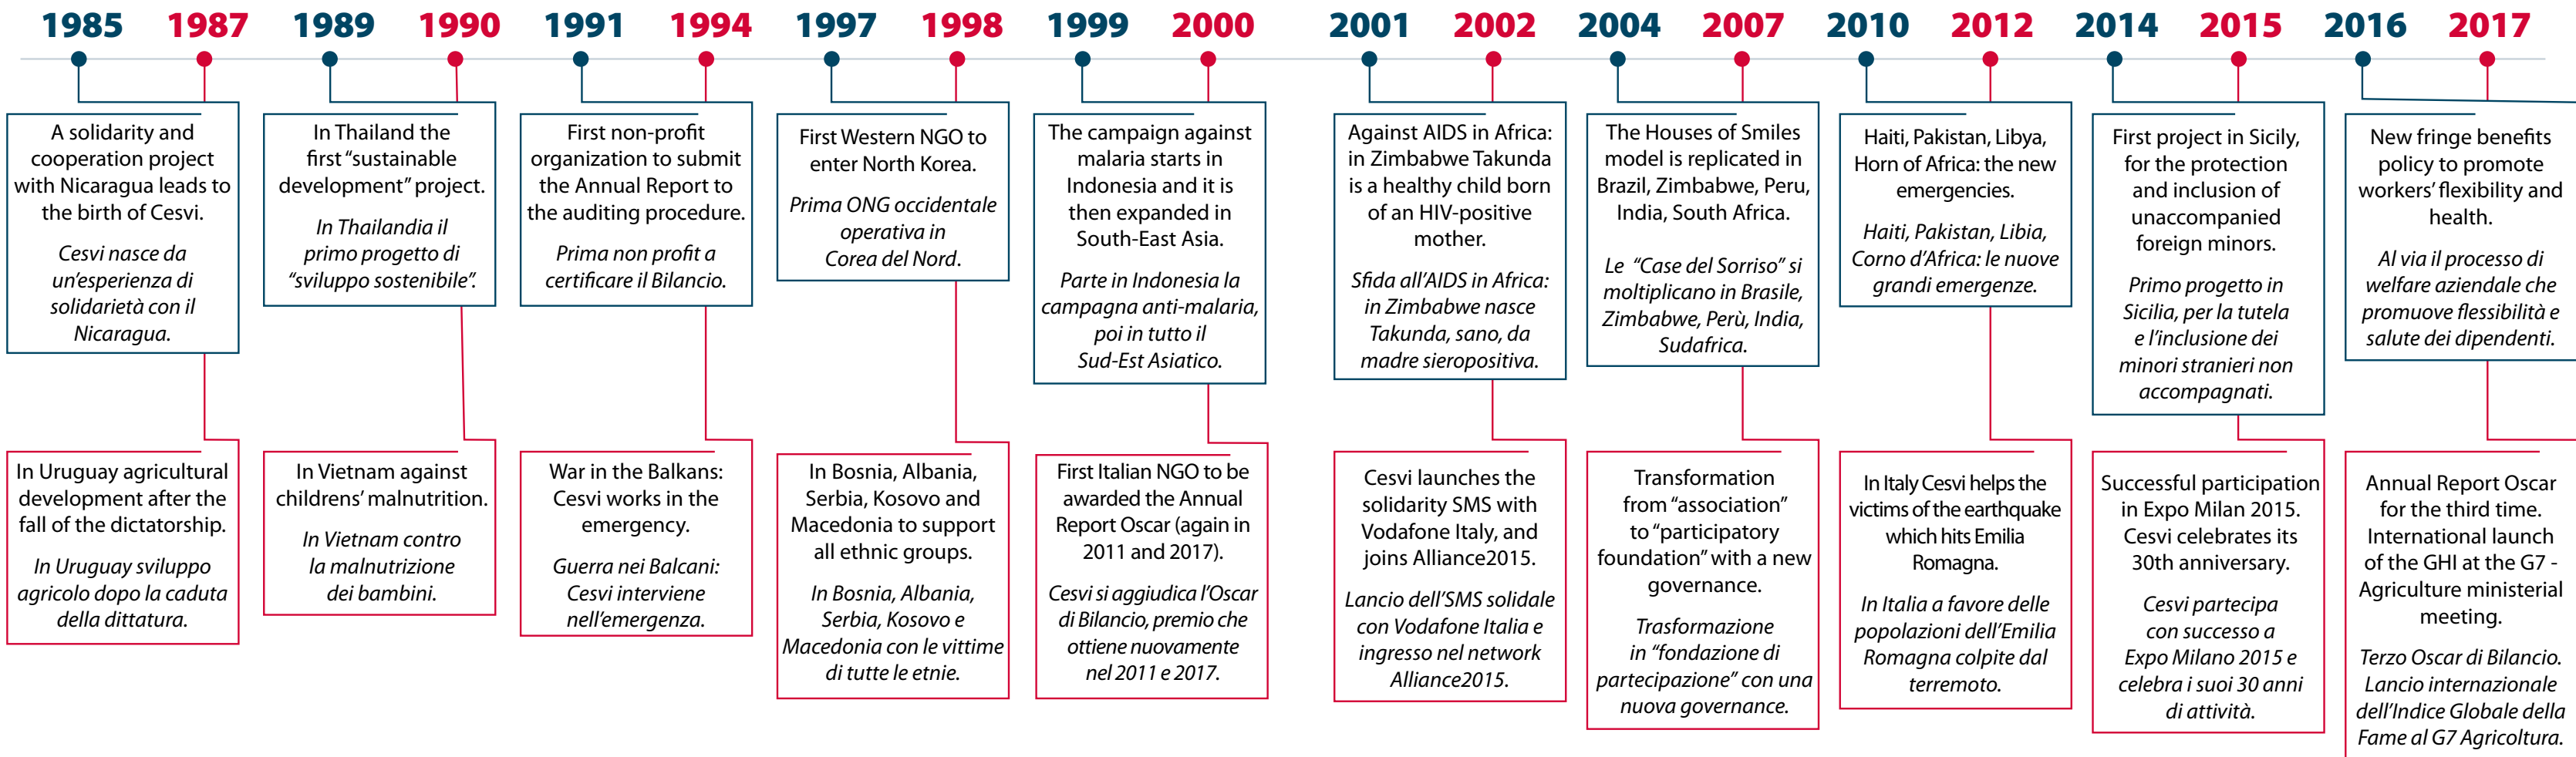 1985 1987 1989 1990 1991 1994 1997 1998 1999 2000 2001 2002 2004 2007 2010 2012 2014 2015 2016 2017
A solidarity and
cooperation project
with Nicaragua leads to
the birth of Cesvi.
Cesvi nasce da
un’esperienza di
solidarietà con il
Nicaragua.
In Uruguay agricultural
development after the
fall of the dictatorship.
In Uruguay sviluppo
agricolo dopo la caduta
della dittatura.
In Thailand the
first “sustainable
development” project.
In Thailandia il
primo progetto di
“sviluppo sostenibile”.
In Vietnam against
childrens’ malnutrition.
In Vietnam contro
la malnutrizione
dei bambini.
First non-profit
organization to submit
the Annual Report to
the auditing procedure.
Prima non profit a
certificare il Bilancio.
War in the Balkans:
Cesvi works in the
emergency.
Guerra nei Balcani:
Cesvi interviene
nell’emergenza.
First Western NGO to
enter North Korea.
Prima ONG occidentale
operativa in
Corea del Nord.
In Bosnia, Albania,
Serbia, Kosovo and
Macedonia to support
all ethnic groups.
In Bosnia, Albania,
Serbia, Kosovo e
Macedonia con le vittime
di tutte le etnie.
The campaign against
malaria starts in
Indonesia and it is
then expanded in
South-East Asia.
Parte in Indonesia la
campagna anti-malaria,
poi in tutto il
Sud-Est Asiatico.
First Italian NGO to be
awarded the Annual
Report Oscar (again in
2011 and 2017).
Cesvi si aggiudica l’Oscar
di Bilancio, premio che
ottiene nuovamente
nel 2011 e 2017.
Against AIDS in Africa:
in Zimbabwe Takunda
is a healthy child born
of an HIV-positive
mother.
Sfida all’AIDS in Africa:
in Zimbabwe nasce
Takunda, sano, da
madre sieropositiva.
Cesvi launches the
solidarity SMS with
Vodafone Italy, and
joins Alliance2015.
Lancio dell’SMS solidale
con Vodafone Italia e
ingresso nel network
Alliance2015.
The Houses of Smiles
model is replicated in
Brazil, Zimbabwe, Peru,
India, South Africa.
Le “Case del Sorriso” si
moltiplicano in Brasile,
Zimbabwe, Perù, India,
Sudafrica.
Transformation
from “association”
to “participatory
foundation” with a new
governance.
Trasformazione
in “fondazione di
partecipazione” con una
nuova governance.
Haiti, Pakistan, Libya,
Horn of Africa: the new
emergencies.
Haiti, Pakistan, Libia,
Corno d’Africa: le nuove
grandi emergenze.
In Italy Cesvi helps the
victims of the earthquake
which hits Emilia
Romagna.
In Italia a favore delle
popolazioni dell’Emilia
Romagna colpite dal
terremoto.
First project in Sicily,
for the protection
and inclusion of
unaccompanied
foreign minors.
Primo progetto in
Sicilia, per la tutela
e l’inclusione dei
minori stranieri non
accompagnati.
Successful participation
in Expo Milan 2015.
Cesvi celebrates its
30th anniversary.
Cesvi partecipa
con successo a
Expo Milano 2015 e
celebra i suoi 30 anni
di attività.
New fringe benefits
policy to promote
workers’ flexibility and
health.
Al via il processo di
welfare aziendale che
promuove flessibilità e
salute dei dipendenti.
Annual Report Oscar
for the third time.
International launch
of the GHI at the G7 -
Agriculture ministerial
meeting.
Terzo Oscar di Bilancio.
Lancio internazionale
dell’Indice Globale della
Fame al G7 Agricoltura.